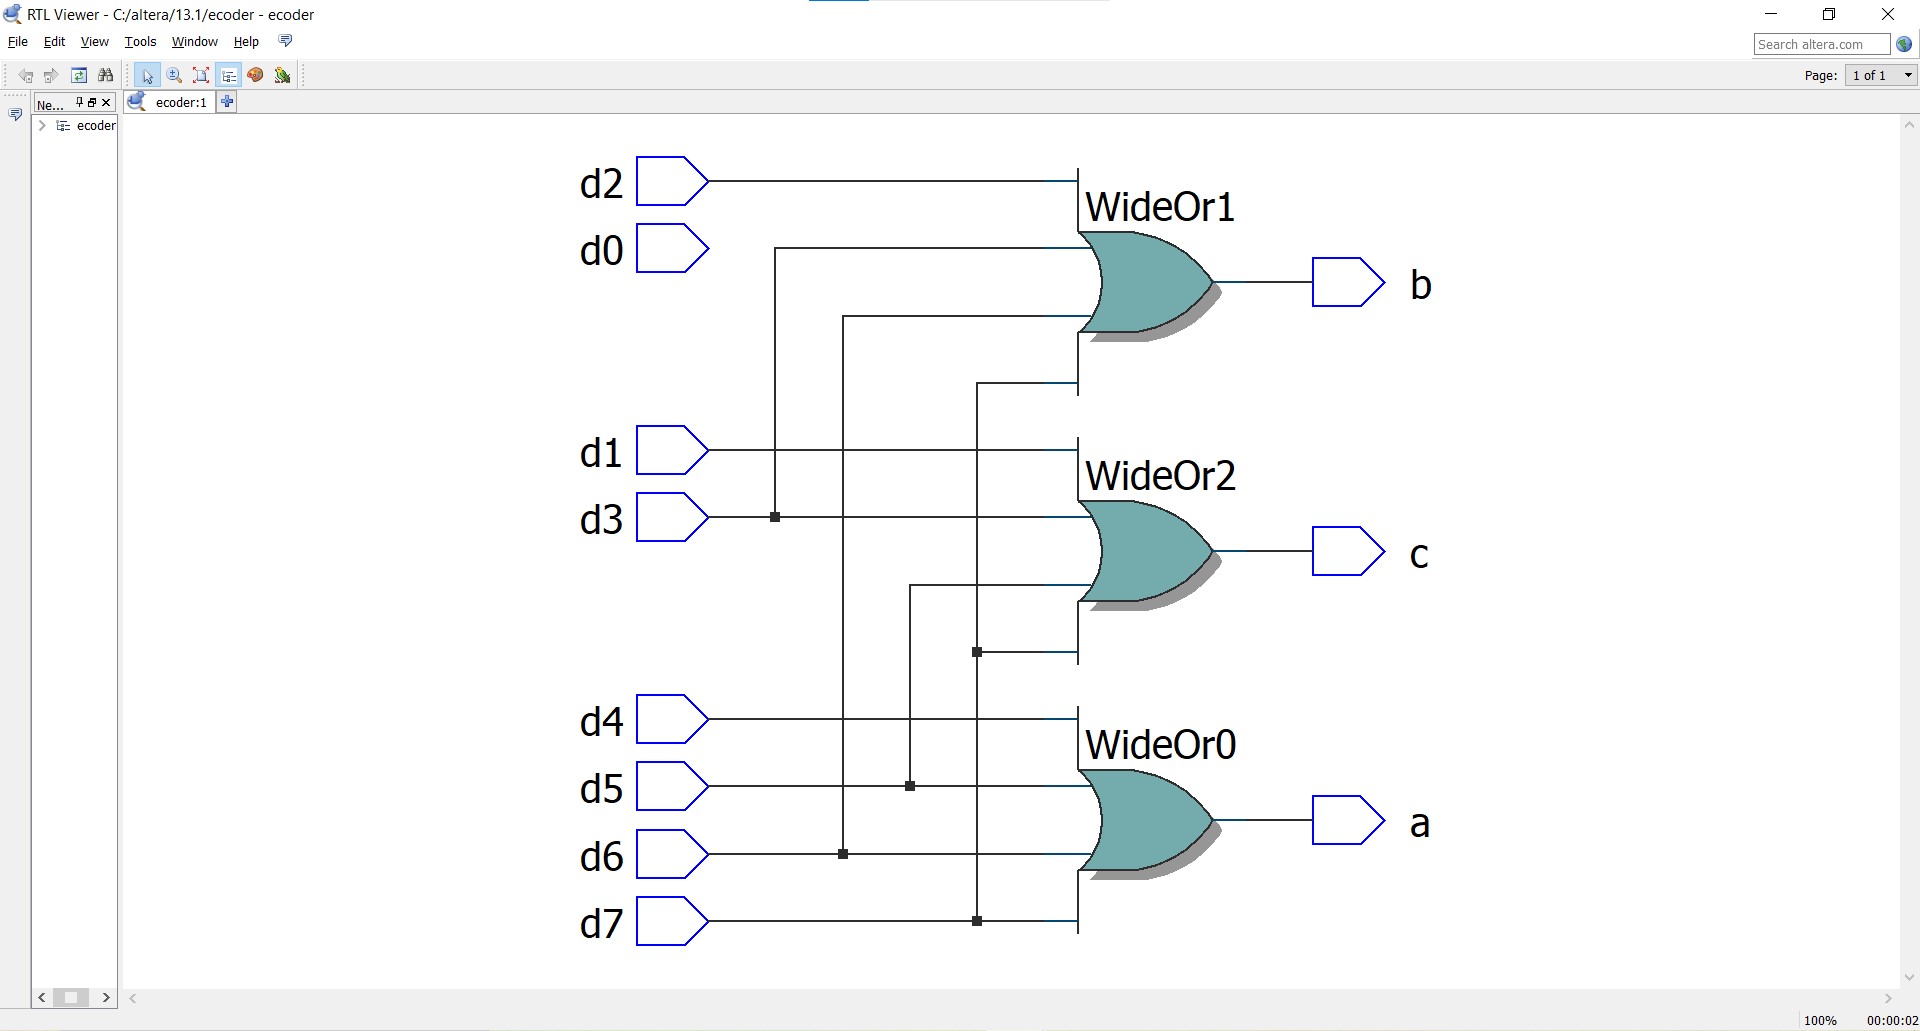 RTL Viewer - C:/altera/13.1/ecoder - ecoder
File Edit View Tools Window Help
Search altera.com
Page: 1 of 1
Ne...
ecoder:1
ecoder
d2
WideOr1
d0
b
d1
WideOr2
d3
c
d4
WideOr0
d5
a
d6
d7
100% 00:00:02